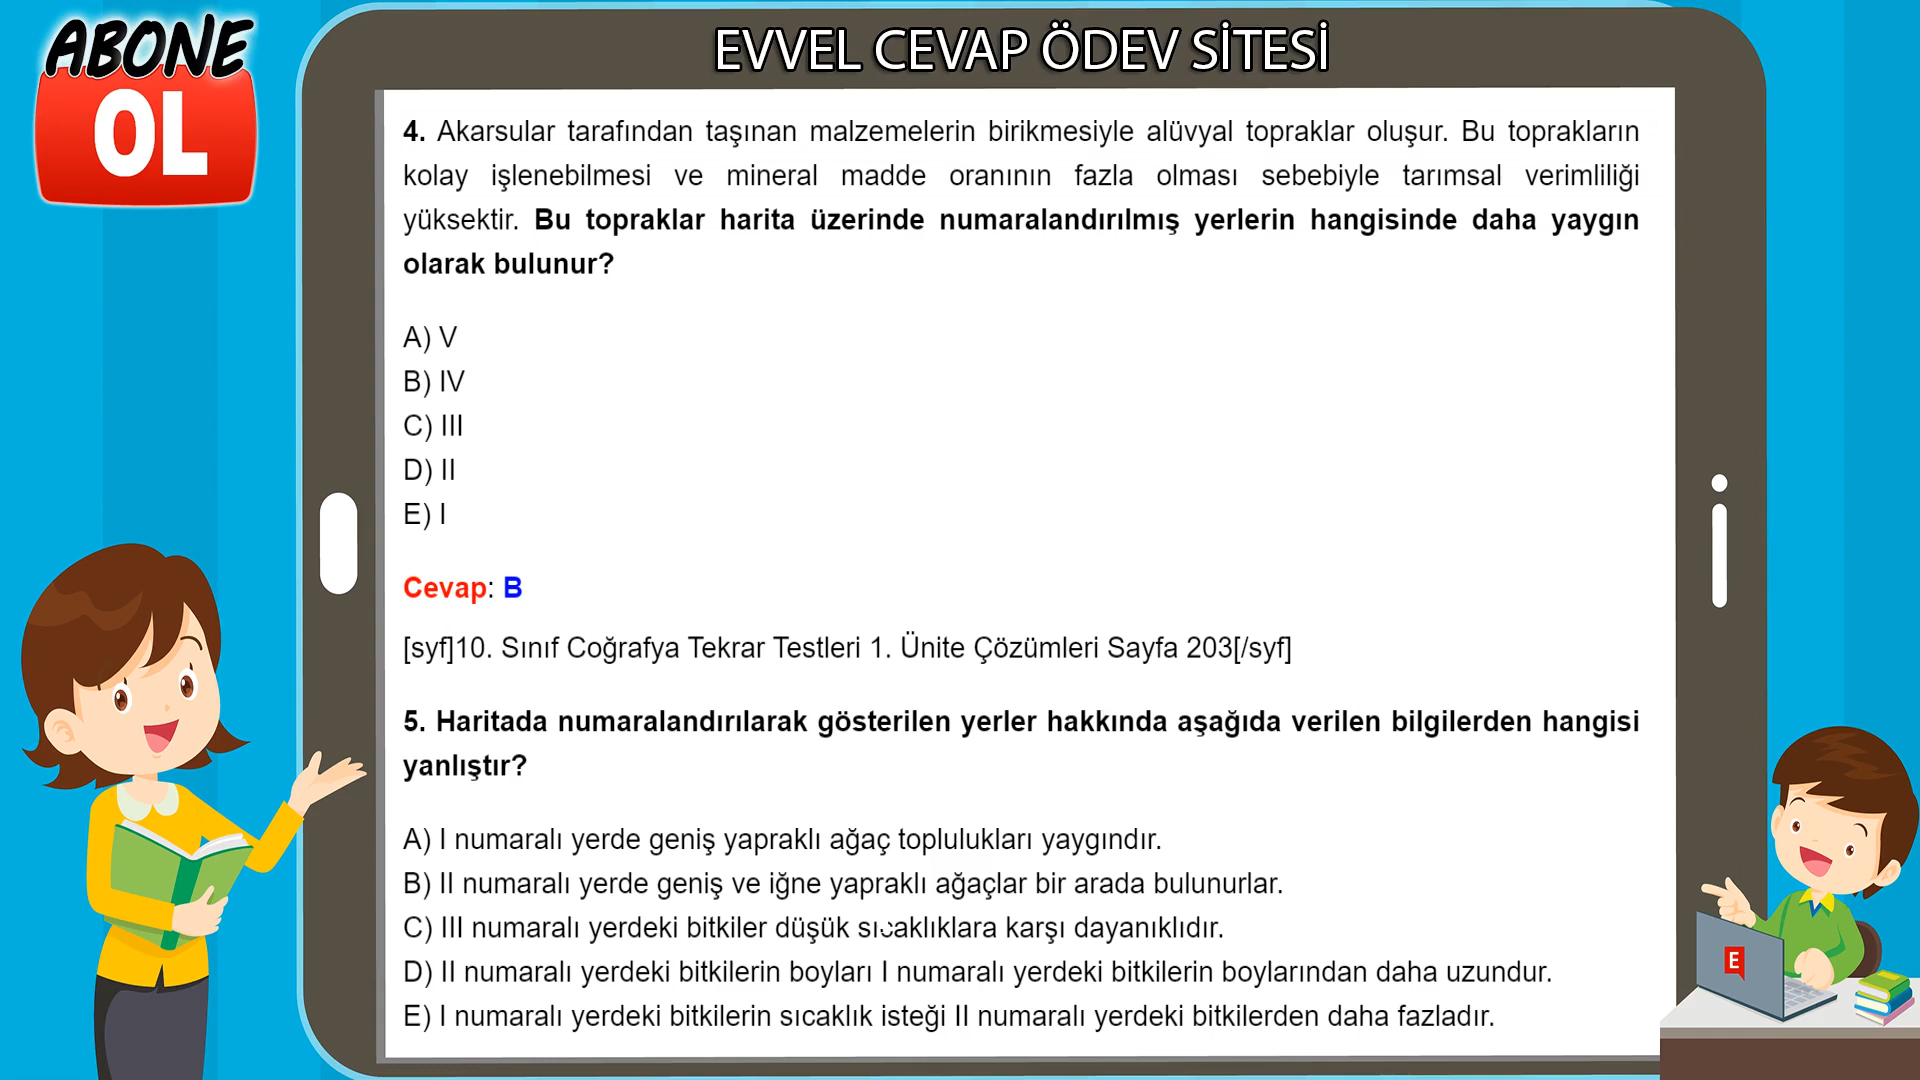 ABONE
OL
EVVEL CEVAP ÖDEV SİTESİ
4. Akarsular tarafından taşınan malzemelerin birikmesiyle alüvyal topraklar oluşur. Bu toprakların
kolay işlenebilmesi ve mineral madde oranının fazla olması sebebiyle tarımsal verimliliği
yüksektir. Bu topraklar harita üzerinde numaralandırılmış yerlerin hangisinde daha yaygın
olarak bulunur?
A) V
B) IV
C) III
D) II
E) I
Cevap: B
[syf]10. Sınıf Coğrafya Tekrar Testleri 1. Ünite Çözümleri Sayfa 203[/syf]
5. Haritada numaralandırılarak gösterilen yerler hakkında aşağıda verilen bilgilerden hangisi
yanlıştır?
A) I numaralı yerde geniş yapraklı ağaç toplulukları yaygındır.
B) II numaralı yerde geniş ve iğne yapraklı ağaçlar bir arada bulunurlar.
C) III numaralı yerdeki bitkiler düşük sıcaklıklara karşı dayanıklıdır.
D) II numaralı yerdeki bitkilerin boyları I numaralı yerdeki bitkilerin boylarından daha uzundur.
E) I numaralı yerdeki bitkilerin sıcaklık isteği II numaralı yerdeki bitkilerden daha fazladır.
E